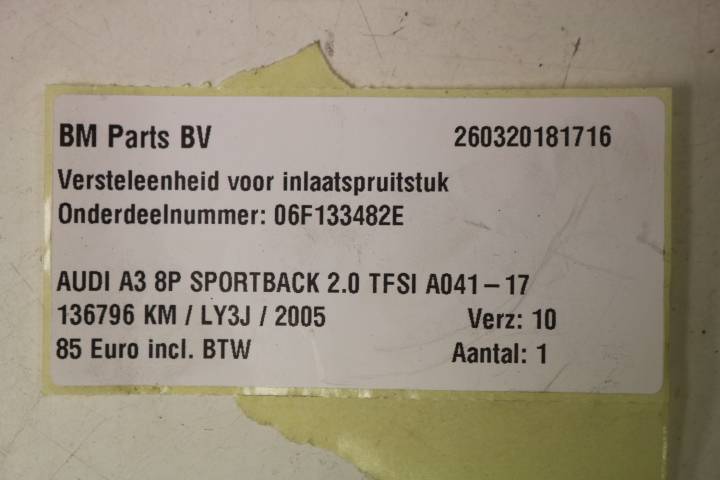 BM Parts BV 260320181716
Versteleenheid voor inlaatspruitstuk
Onderdeelnummer: 06F133482E
AUDI A3 8P SPORTBACK 2.0 TFSI A041-17
136796 KM / LY3J / 2005 Verz: 10
85 Euro incl. BTW Aantal: 1